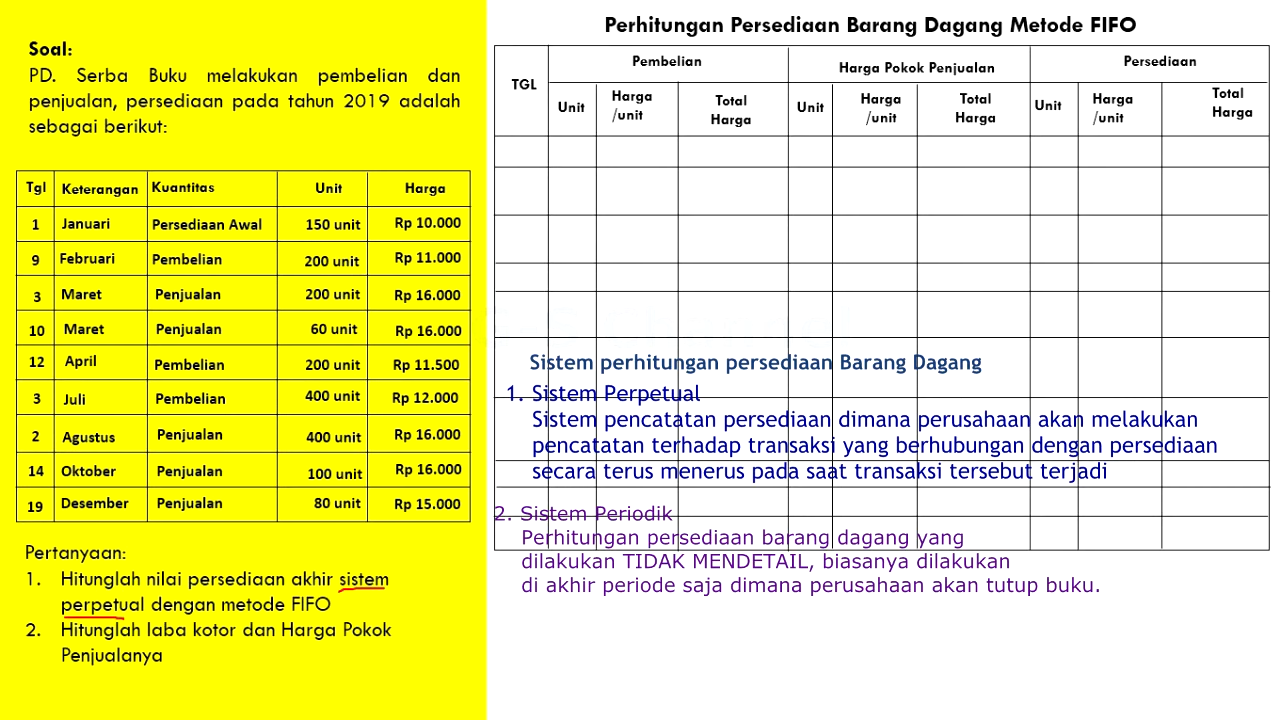 Soal:
PD. Serba Buku melakukan pembelian dan
penjualan, persediaan pada tahun 2019 adalah
sebagai berikut:
Tgl Keterangan Kuantitas Unit Harga
1 Januari Persediaan Awal 150 unit Rp 10.000
9 Februari Pembelian 200 unit Rp 11.000
3 Maret Penjualan 200 unit Rp 16.000
10 Maret Penjualan 60 unit Rp 16.000
12 April Pembelian 200 unit Rp 11.500
3 Juli Pembelian 400 unit Rp 12.000
2 Agustus Penjualan 400 unit Rp 16.000
14 Oktober Penjualan 100 unit Rp 16.000
19 Desember Penjualan 80 unit Rp 15.000
Pertanyaan:
1. Hitunglah nilai persediaan akhir sistem
perpetual dengan metode FIFO
2. Hitunglah laba kotor dan Harga Pokok
Penjualanya
Perhitungan Persediaan Barang Dagang Metode FIFO
TGL Pembelian Harga Pokok Penjualan Persediaan
Unit Harga /unit Total Harga Unit Harga /unit Total Harga Unit Harga /unit Total Harga
Sistem perhitungan persediaan Barang Dagang
1. Sistem Perpetual
Sistem pencatatan persediaan dimana perusahaan akan melakukan
pencatatan terhadap transaksi yang berhubungan dengan persediaan
secara terus menerus pada saat transaksi tersebut terjadi
2. Sistem Periodik
Perhitungan persediaan barang dagang yang
dilakukan TIDAK MENDETAIL, biasanya dilakukan
di akhir periode saja dimana perusahaan akan tutup buku.